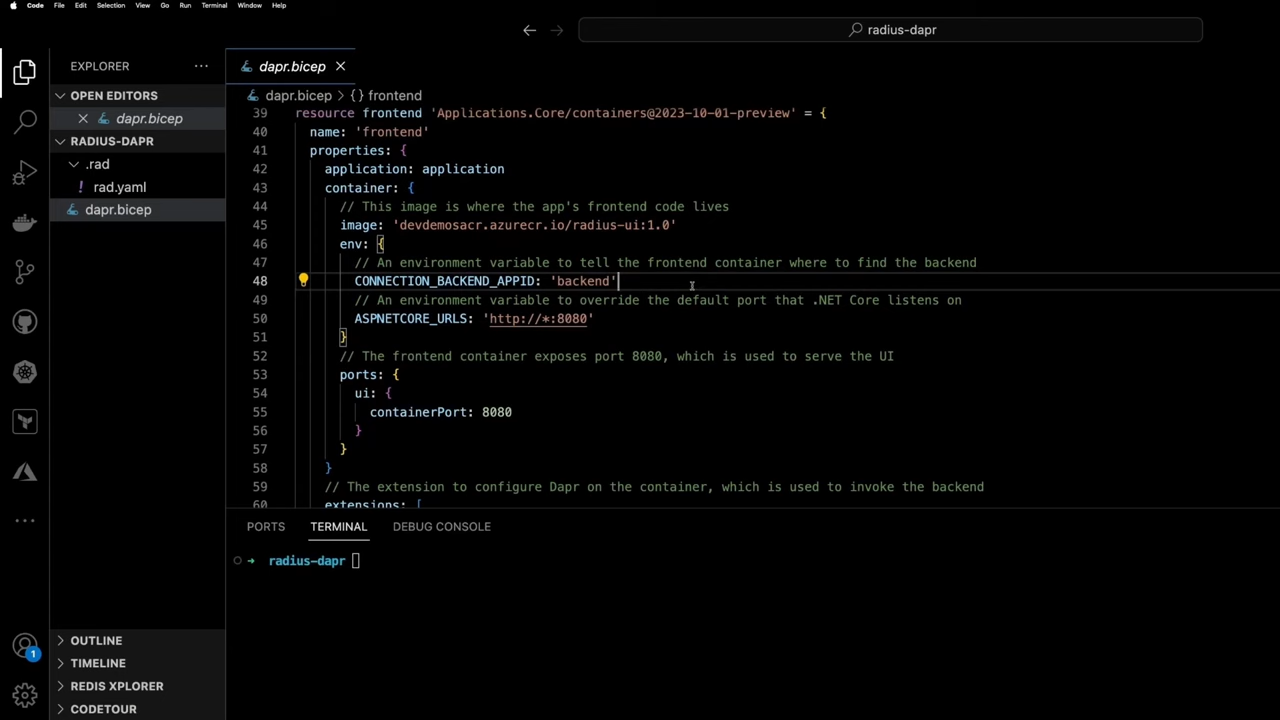 Code File Edit Selection View Go Run Terminal Window Help
radius-dapr
EXPLORER
OPEN EDITORS
dapr.bicep
RADIUS-DAPR
.rad
! rad.yaml
dapr.bicep
OUTLINE
TIMELINE
REDIS XPLORER
CODETOUR
1
dapr.bicep
dapr.bicep > {} frontend
39 resource frontend 'Applications.Core/containers@2023-10-01-preview' = {
40 name: 'frontend'
41 properties: {
42 application: application
43 container: {
44 // This image is where the app's frontend code lives
45 image: 'devdemosacr.azurecr.io/radius-ui:1.0'
46 env: {
47 // An environment variable to tell the frontend container where to find the backend
48 CONNECTION_BACKEND_APPID: 'backend'
49 // An environment variable to override the default port that .NET Core listens on
50 ASPNETCORE_URLS: 'http://*:8080'
51 }
52 // The frontend container exposes port 8080, which is used to serve the UI
53 ports: {
54 ui: {
55 containerPort: 8080
56 }
57 }
58 }
59 // The extension to configure Dapr on the container, which is used to invoke the backend
60 extensions: [
PORTS TERMINAL DEBUG CONSOLE
radius-dapr